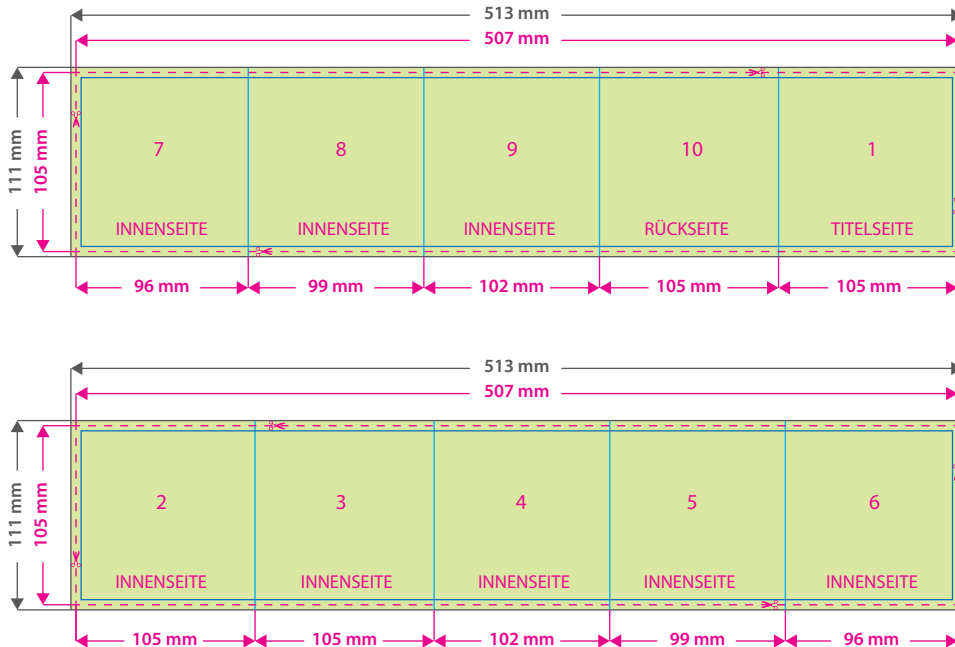 513 mm
507 mm
111 mm
105 mm
7
8
9
10
1
INNENSEITE
INNENSEITE
INNENSEITE
RÜCKSEITE
TITELSEITE
96 mm
99 mm
102 mm
105 mm
105 mm
513 mm
507 mm
111 mm
105 mm
2
3
4
5
6
INNENSEITE
INNENSEITE
INNENSEITE
INNENSEITE
INNENSEITE
105 mm
105 mm
102 mm
99 mm
96 mm